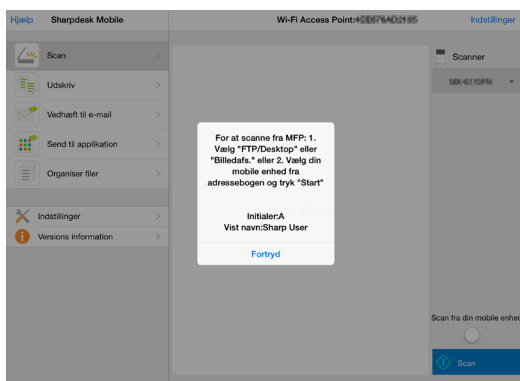 Hjælp
Sharpdesk Mobile
Wi-Fi Access Point:
Indstillinger
Scan
Udskriv
Vedhæft til e-mail
Send til applikation
Organiser filer
Indstillinger
Versions information
For at scanne fra MFP: 1.
Vælg "FTP/Desktop" eller
"Billedafs." eller 2. Vælg din
mobile enhed fra
adressebogen og tryk "Start"
Initialer:A
Vist navn:Sharp User
Fortryd
Scanner
Scan fra din mobile enhed
Scan